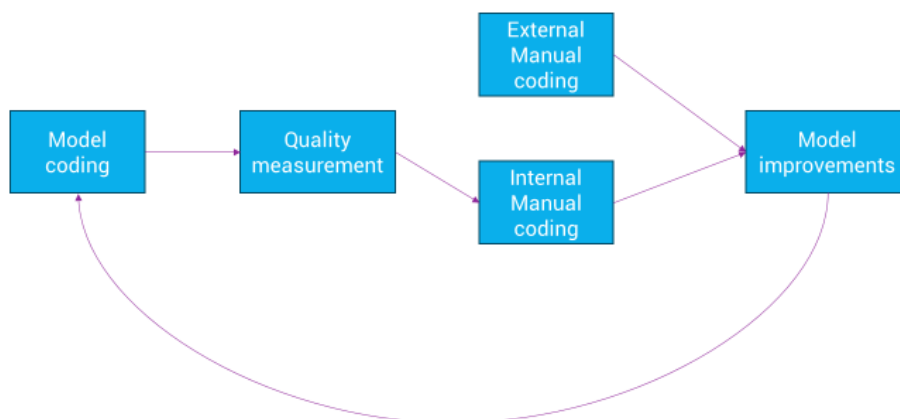 External
Manual
coding
Model
coding
Quality
measurement
Internal
Manual
coding
Model
improvements